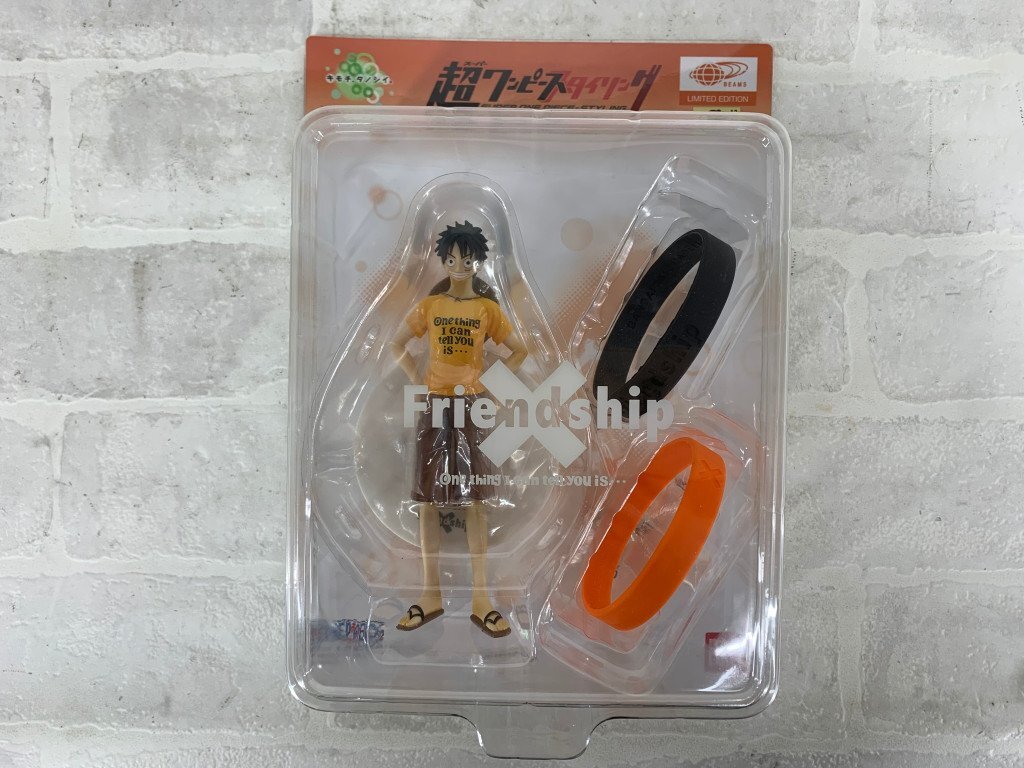 キモチ、タノシイ。
スーパー
超ワンピーススタイリング
SUPER ONE PIECE STYLING
BEAMS
LIMITED EDITION
One thing
I can
tell you
is...
Friendship
One thing I can tell you is...
ship